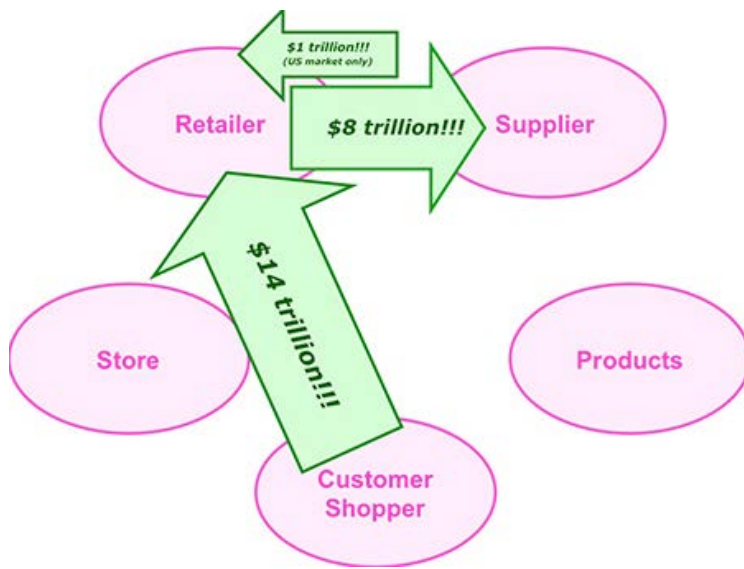 $1 trillion!!!
(US market only)
Retailer
$8 trillion!!!
Supplier
$14 trillion!!!
Store
Products
Customer
Shopper